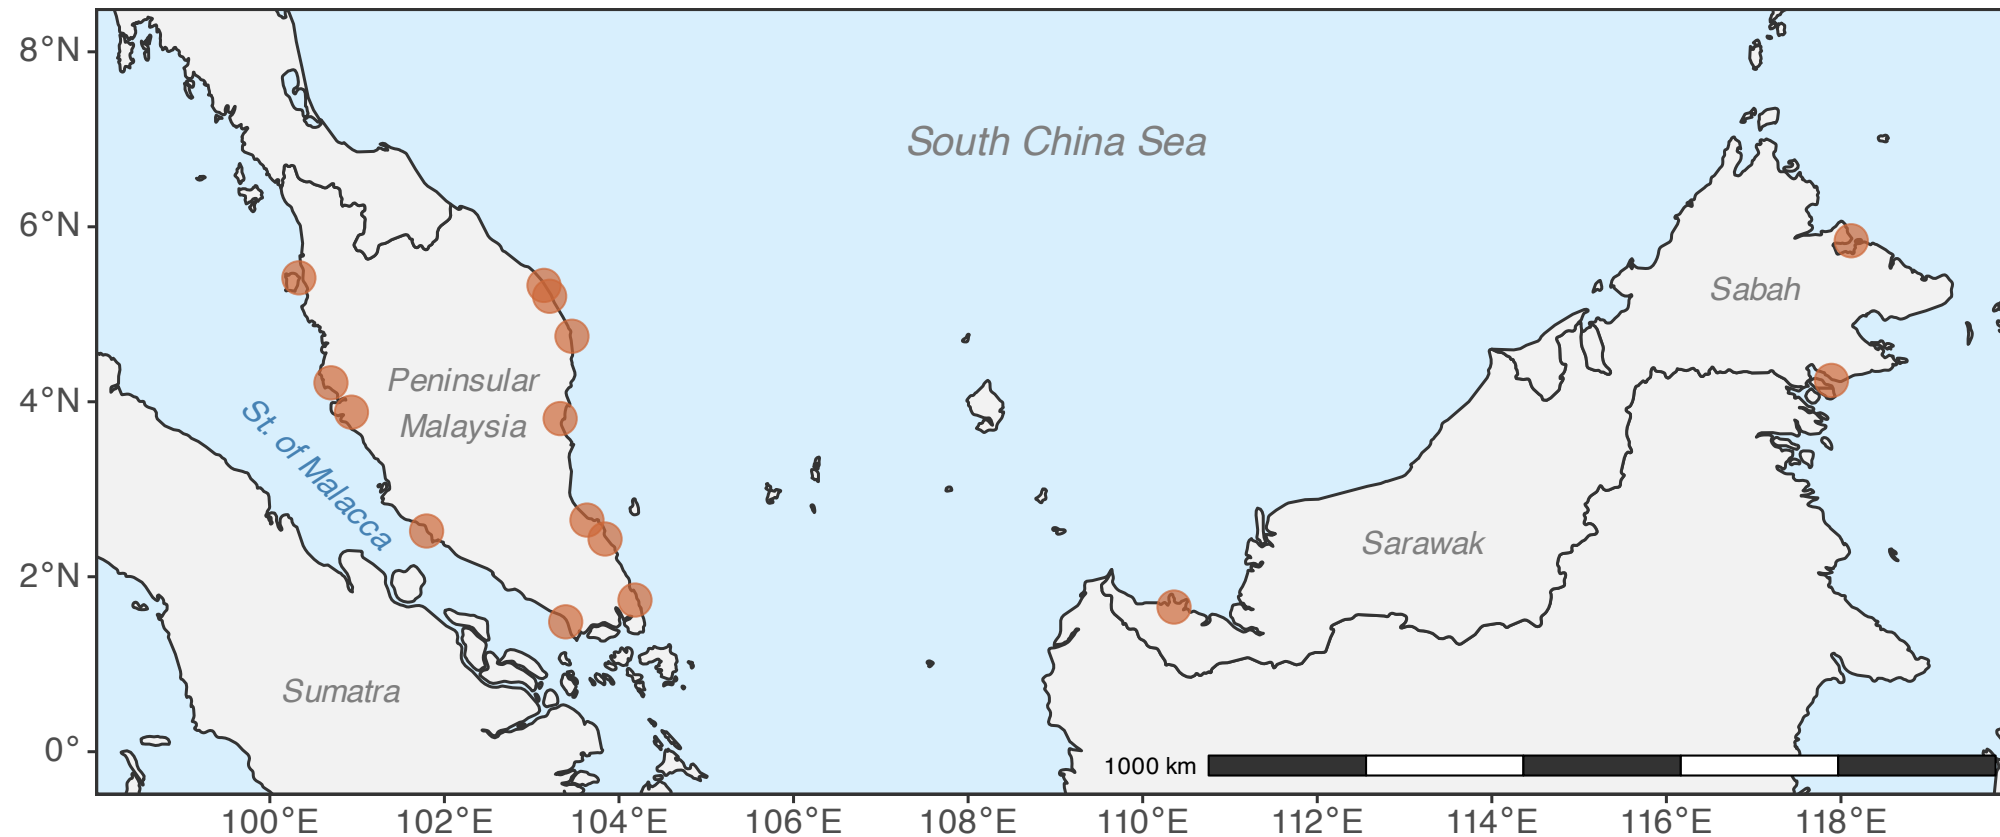 8°N
South China Sea
6°N
Sabah
Peninsular
Malaysia
4°N
St. of Malacca
Sarawak
2°N
Sumatra
0°
1000 km
100°E 102°E 104°E 106°E 108°E 110°E 112°E 114°E 116°E 118°E